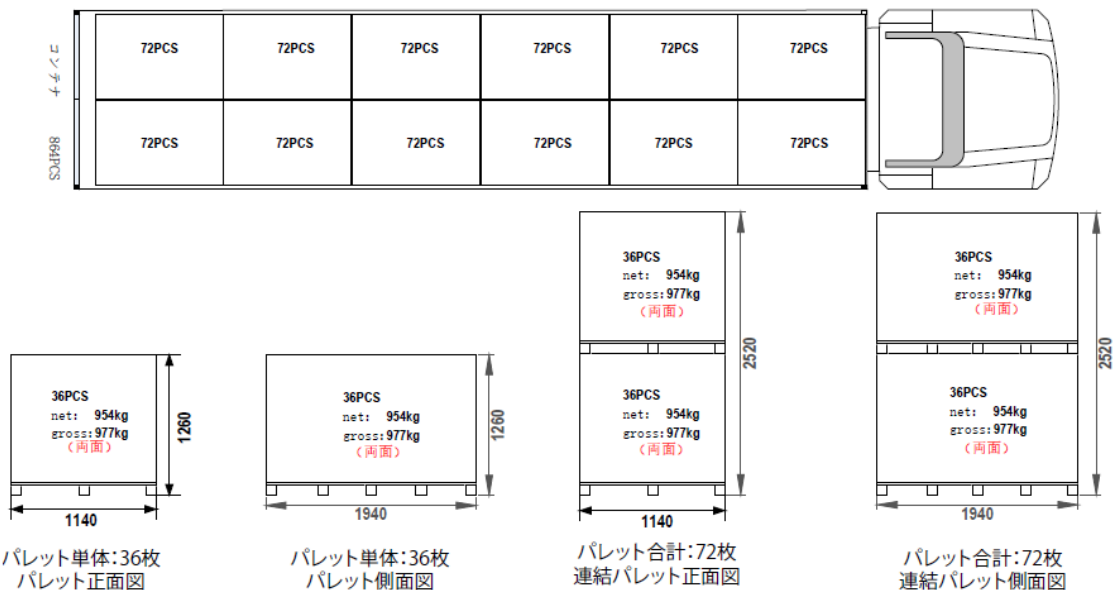 コンテナ 864PCS
72PCS 72PCS 72PCS 72PCS 72PCS 72PCS
72PCS 72PCS 72PCS 72PCS 72PCS 72PCS
36PCS
net: 954kg
gross:977kg
(両面)
1260
1140
パレット単体:36枚
パレット正面図
36PCS
net: 954kg
gross:977kg
(両面)
1260
1940
パレット単体:36枚
パレット側面図
36PCS
net: 954kg
gross:977kg
(両面)
36PCS
net: 954kg
gross:977kg
(両面)
2520
1140
パレット合計:72枚
連結パレット正面図
36PCS
net: 954kg
gross:977kg
(両面)
36PCS
net: 954kg
gross:977kg
(両面)
2520
1940
パレット合計:72枚
連結パレット側面図